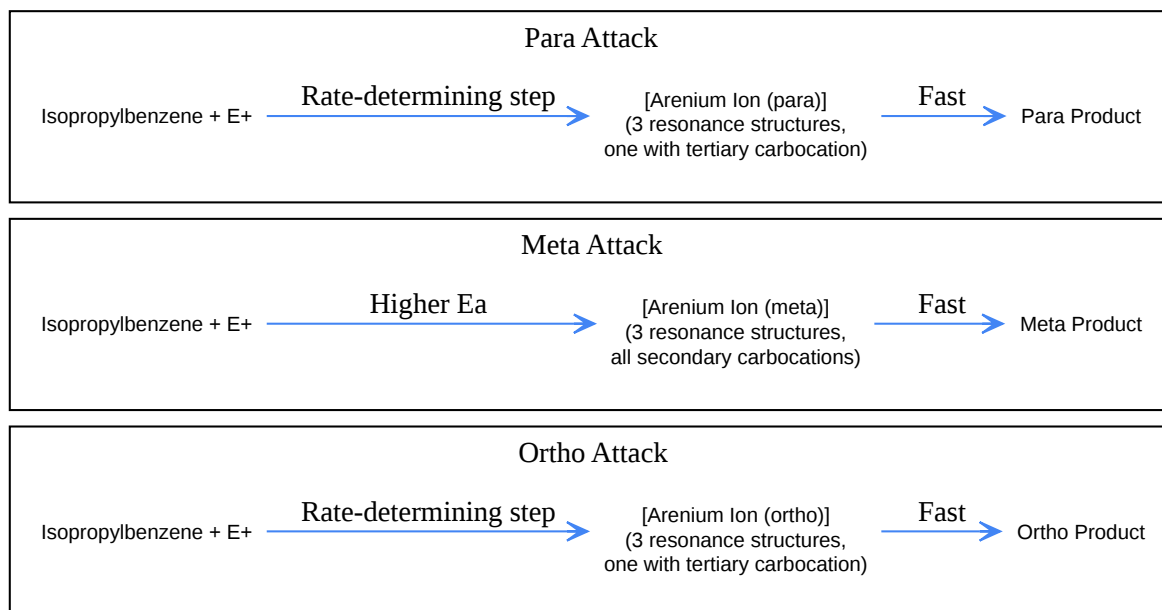 Para Attack
Isopropylbenzene + E+
Rate-determining step
[Arenium Ion (para)]
(3 resonance structures,
one with tertiary carbocation)
Fast
Para Product
Meta Attack
Isopropylbenzene + E+
Higher Ea
[Arenium Ion (meta)]
(3 resonance structures,
all secondary carbocations)
Fast
Meta Product
Ortho Attack
Isopropylbenzene + E+
Rate-determining step
[Arenium Ion (ortho)]
(3 resonance structures,
one with tertiary carbocation)
Fast
Ortho Product